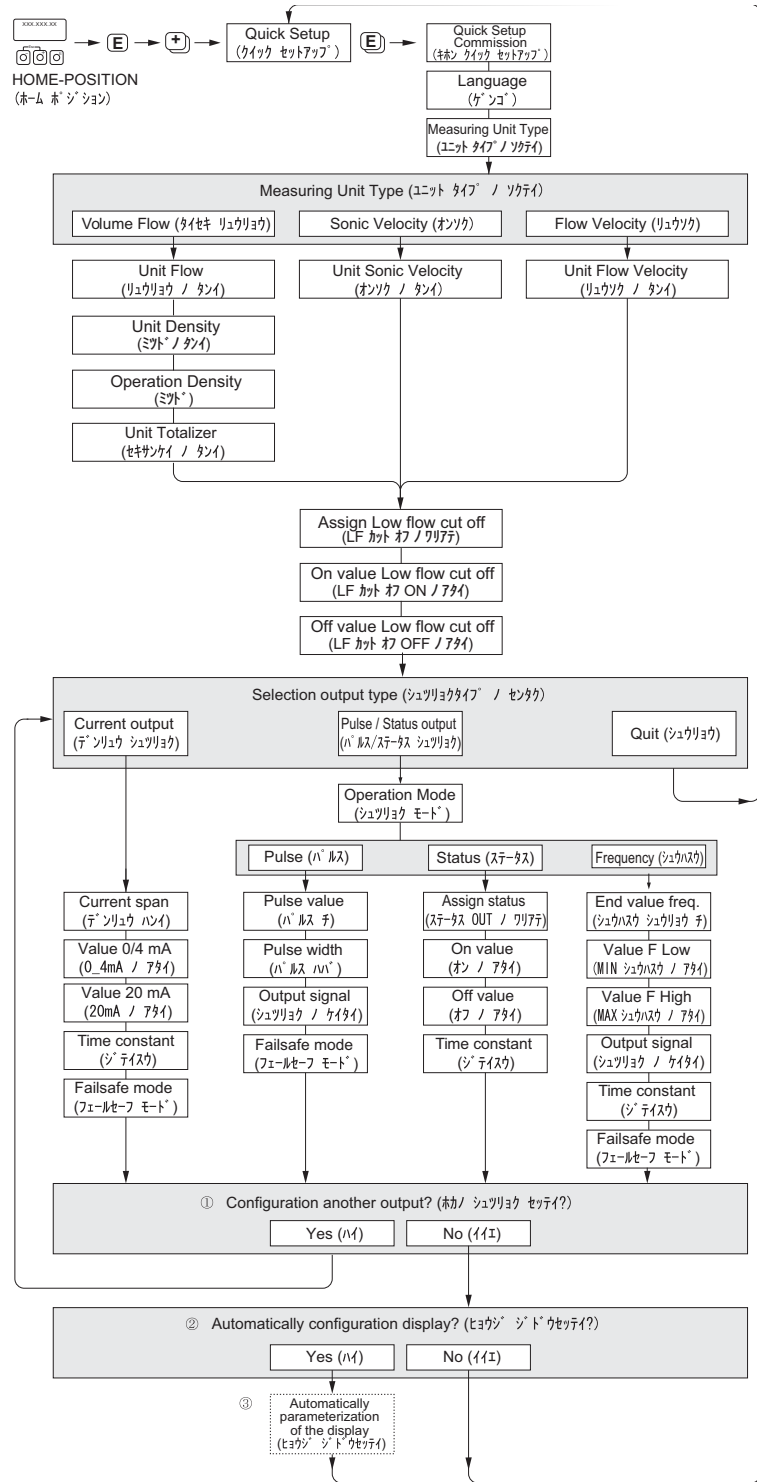 xxx.xxx.xx
E
+
Quick Setup
(クイック セットアップ)
E
Quick Setup
Commission
(キホン クイック セットアップ)
HOME-POSITION
(ホーム ポジション)
Language
(ゲンゴ)
Measuring Unit Type
(ユニット タイプノ ソクテイ)
Measuring Unit Type (ユニット タイプ ノ ソクテイ)
Volume Flow (タイセキ リュウリョウ)
Sonic Velocity (オンソク)
Flow Velocity (リュウソク)
Unit Flow
(リュウリョウ ノ タンイ)
Unit Sonic Velocity
(オンソク ノ タンイ)
Unit Flow Velocity
(リュウソク ノ タンイ)
Unit Density
(ミツドノ タンイ)
Operation Density
(ミツド)
Unit Totalizer
(セキサンケイ ノ タンイ)
Assign Low flow cut off
(LF カット オフ ノ ワリアテ)
On value Low flow cut off
(LF カット オフ ON ノ アタイ)
Off value Low flow cut off
(LF カット オフ OFF ノ アタイ)
Selection output type (シュツリョクタイプ ノ センタク)
Current output
(デンリュウ シュツリョク)
Pulse / Status output
(パルス/ステータス シュツリョク)
Quit (シュウリョウ)
Operation Mode
(シュツリョク モード)
Pulse (パルス)
Status (ステータス)
Frequency (シュウハスウ)
Current span
(デンリュウ ハンイ)
Value 0/4 mA
(0_4mA ノ アタイ)
Value 20 mA
(20mA ノ アタイ)
Time constant
(ジテイスウ)
Failsafe mode
(フェールセーフ モード)
Pulse value
(パルス チ)
Pulse width
(パルス ハバ)
Output signal
(シュツリョク ノ ケイタイ)
Failsafe mode
(フェールセーフ モード)
Assign status
(ステータス OUT ノ ワリアテ)
On value
(オン ノ アタイ)
Off value
(オフ ノ アタイ)
Time constant
(ジテイスウ)
End value freq.
(シュウハスウ シュウリョウ チ)
Value F Low
(MIN シュウハスウ ノ アタイ)
Value F High
(MAX シュウハスウ ノ アタイ)
Output signal
(シュツリョク ノ ケイタイ)
Time constant
(ジテイスウ)
Failsafe mode
(フェールセーフ モード)
① Configuration another output? (ホカノ シュツリョク セッテイ?)
Yes (ハイ)
No (イイエ)
② Automatically configuration display? (ヒョウジ ジドウセッテイ?)
Yes (ハイ)
No (イイエ)
③ Automatically
parameterization
of the display
(ヒョウジ ジドウセッテイ)